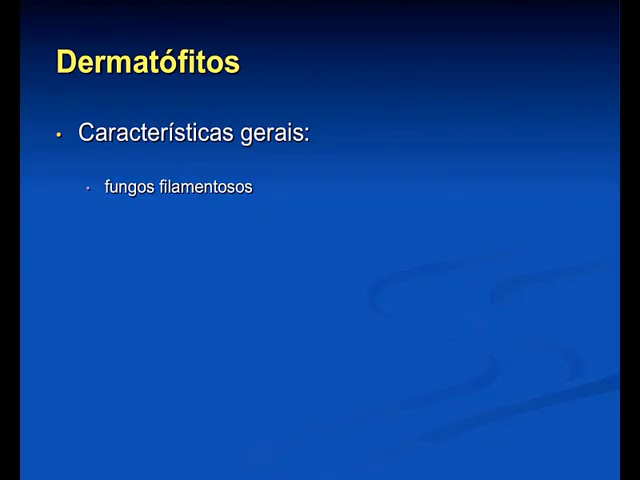 Dermatófitos
• Características gerais:
• fungos filamentosos